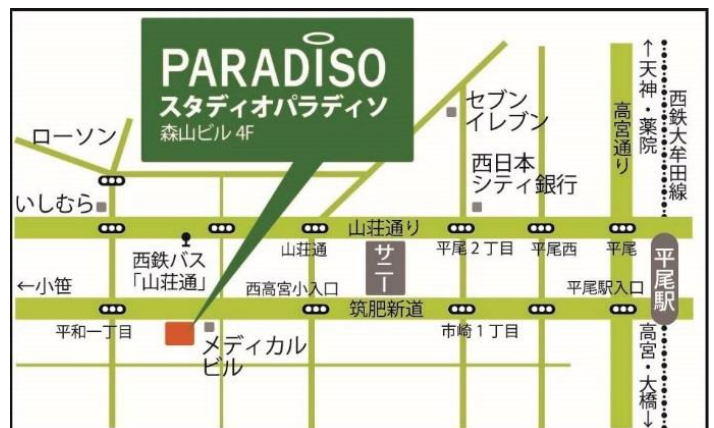 PARADISO
スタディオパラディソ
森山ビル 4F
ローソン
セブン
イレブン
高宮通り
↑天神・薬院
西鉄大牟田線
西日本
シティ銀行
いしむら
山荘通り
西鉄バス
「山荘通」
山荘通
サニー
平尾2丁目
平尾西
平尾
平尾駅
←小笹
西高宮小入口
筑肥新道
平尾駅入口
平和一丁目
メディカル
ビル
市崎1丁目
高宮・大橋↓